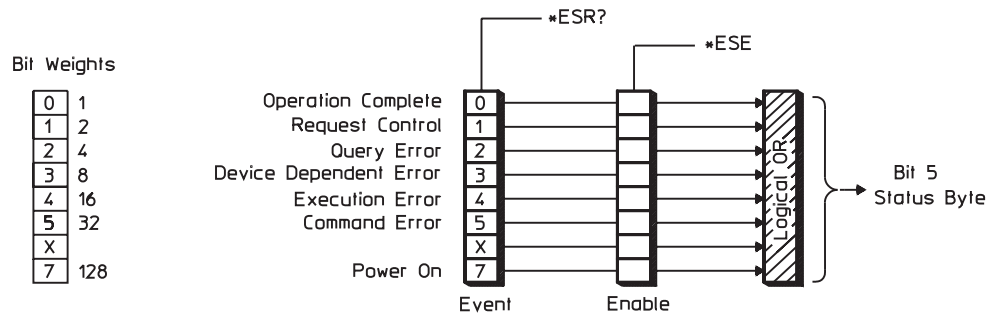 *ESR?
*ESE
Bit Weights
0 1
1 2
2 4
3 8
4 16
5 32
X
7 128
Operation Complete 0
Request Control 1
Query Error 2
Device Dependent Error 3
Execution Error 4
Command Error 5
X
Power On 7
Event
Enable
Logical OR
Bit 5
Status Byte